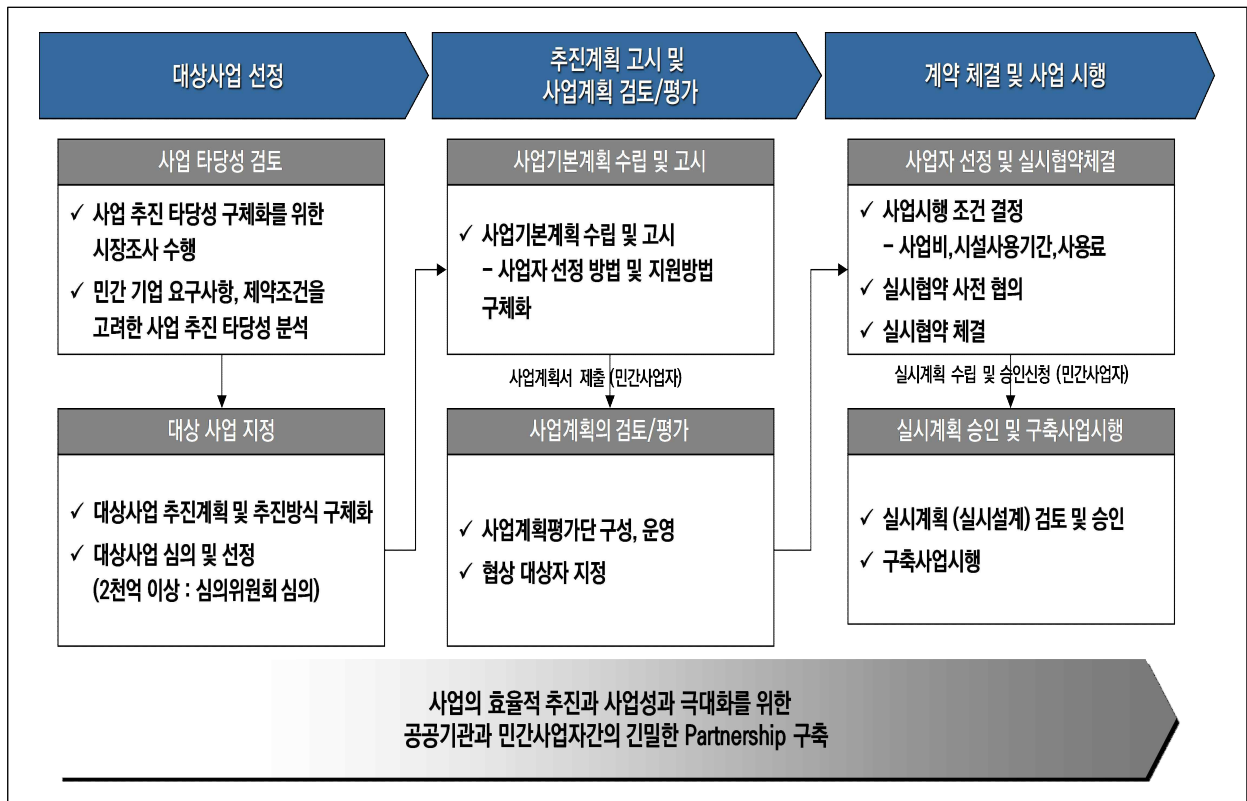 대상사업 선정
추진계획 고시 및
사업계획 검토/평가
계약 체결 및 사업 시행
사업 타당성 검토
✓ 사업 추진 타당성 구체화를 위한
시장조사 수행
✓ 민간 기업 요구사항, 제약조건을
고려한 사업 추진 타당성 분석
대상 사업 지정
✓ 대상사업 추진계획 및 추진방식 구체화
✓ 대상사업 심의 및 선정
(2천억 이상 : 심의위원회 심의)
사업기본계획 수립 및 고시
✓ 사업기본계획 수립 및 고시
- 사업자 선정 방법 및 지원방법
구체화
사업계획서 제출 (민간사업자)
사업계획의 검토/평가
✓ 사업계획평가단 구성, 운영
✓ 협상 대상자 지정
사업자 선정 및 실시협약체결
✓ 사업시행 조건 결정
- 사업비,시설사용기간,사용료
✓ 실시협약 사전 협의
✓ 실시협약 체결
실시계획 수립 및 승인신청 (민간사업자)
실시계획 승인 및 구축사업시행
✓ 실시계획 (실시설계) 검토 및 승인
✓ 구축사업시행
사업의 효율적 추진과 사업성과 극대화를 위한
공공기관과 민간사업자간의 긴밀한 Partnership 구축